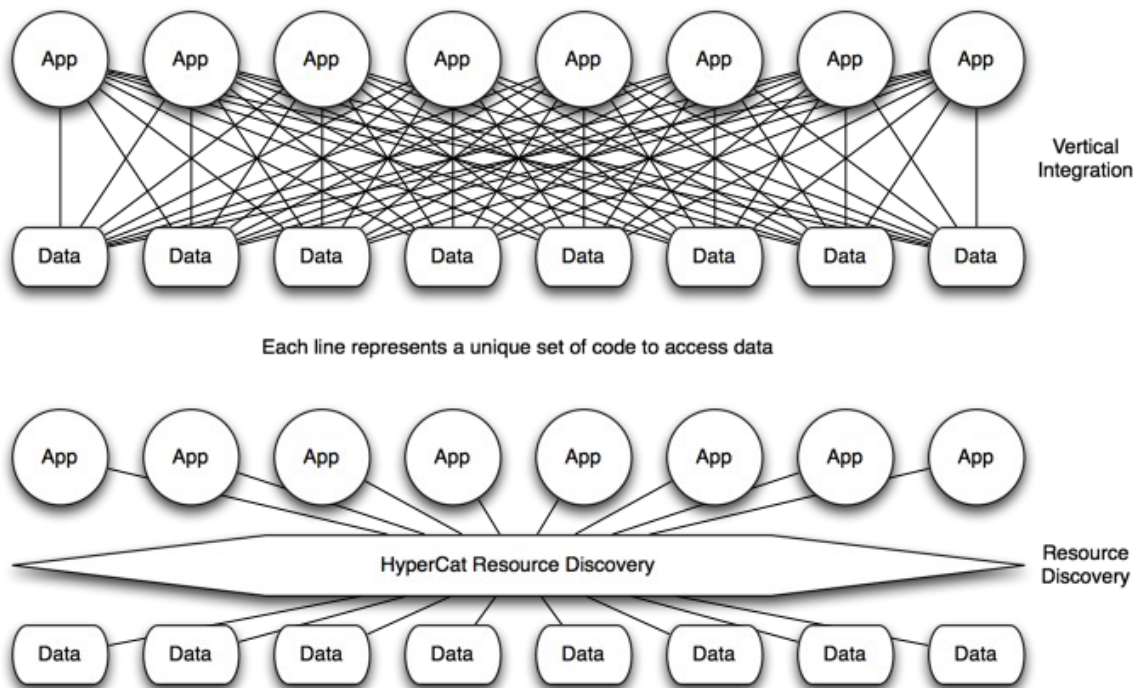 App App App App App App App App
Vertical
Integration
Data Data Data Data Data Data Data Data
Each line represents a unique set of code to access data
App App App App App App App App
HyperCat Resource Discovery
Resource
Discovery
Data Data Data Data Data Data Data Data